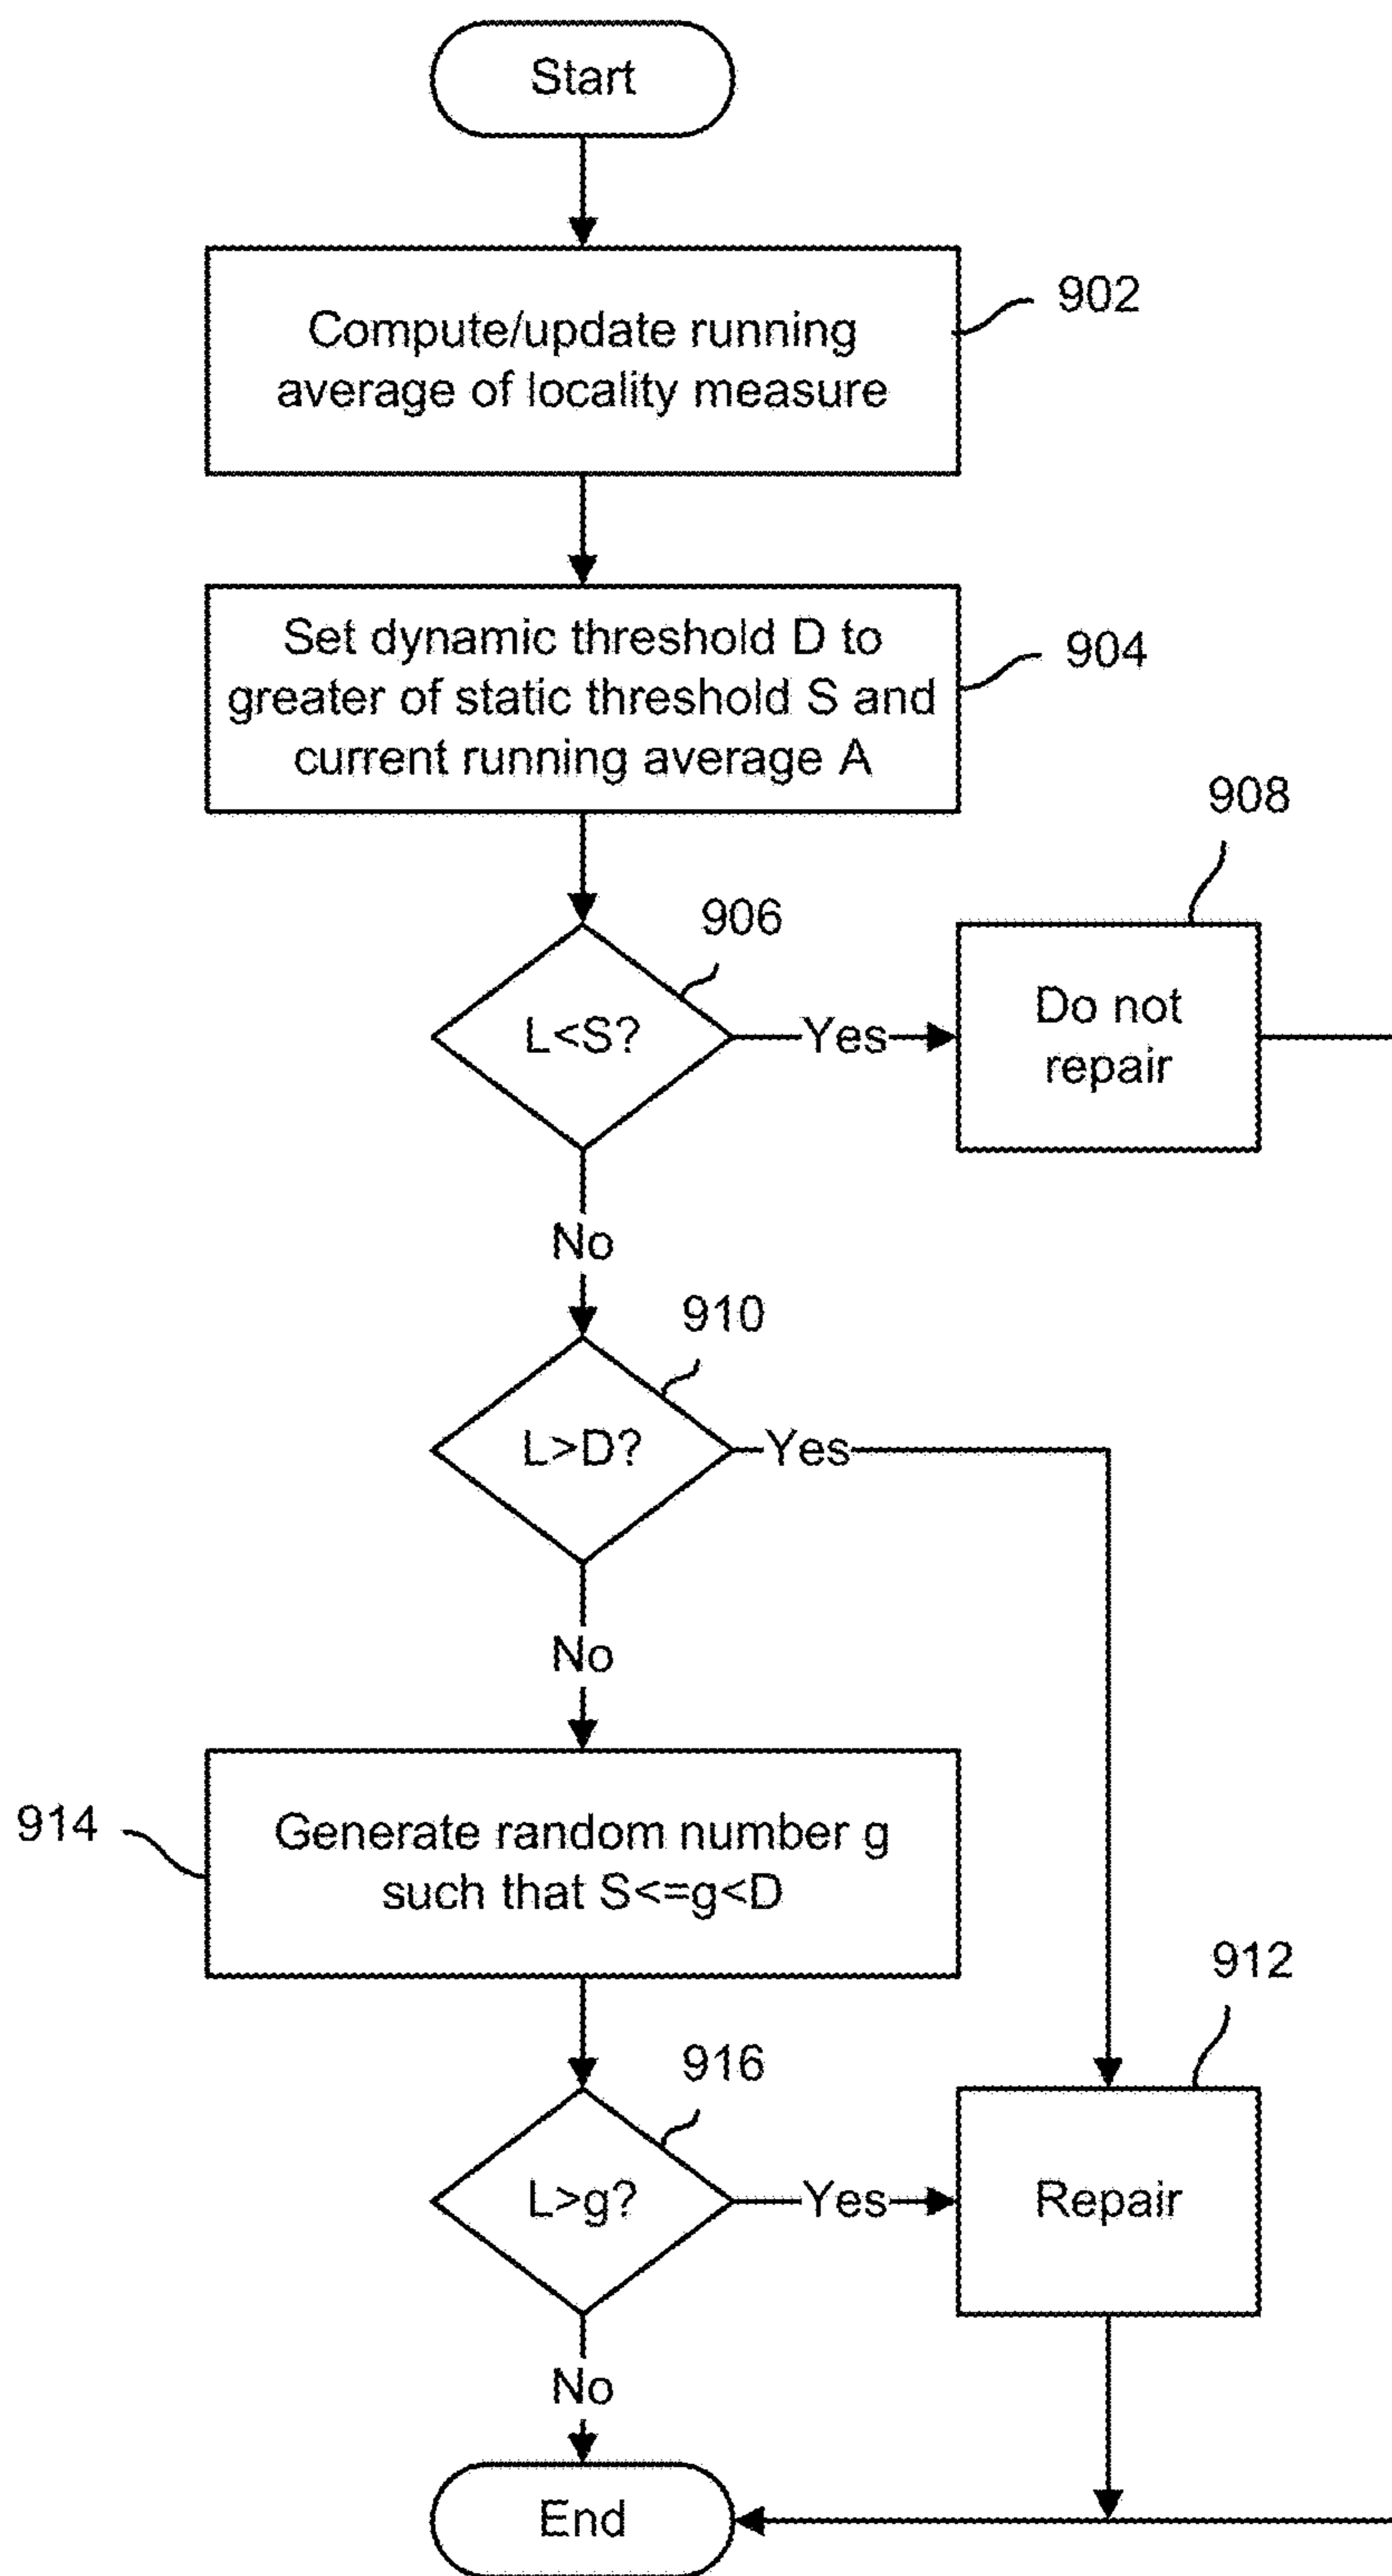 Start
Compute/update running
average of locality measure
902
Set dynamic threshold D to
greater of static threshold S and
current running average A
904
908
906
L<S?
Yes
Do not
repair
No
910
L>D?
Yes
No
914
Generate random number g
such that S<=g<D
912
916
L>g?
Yes
Repair
No
End